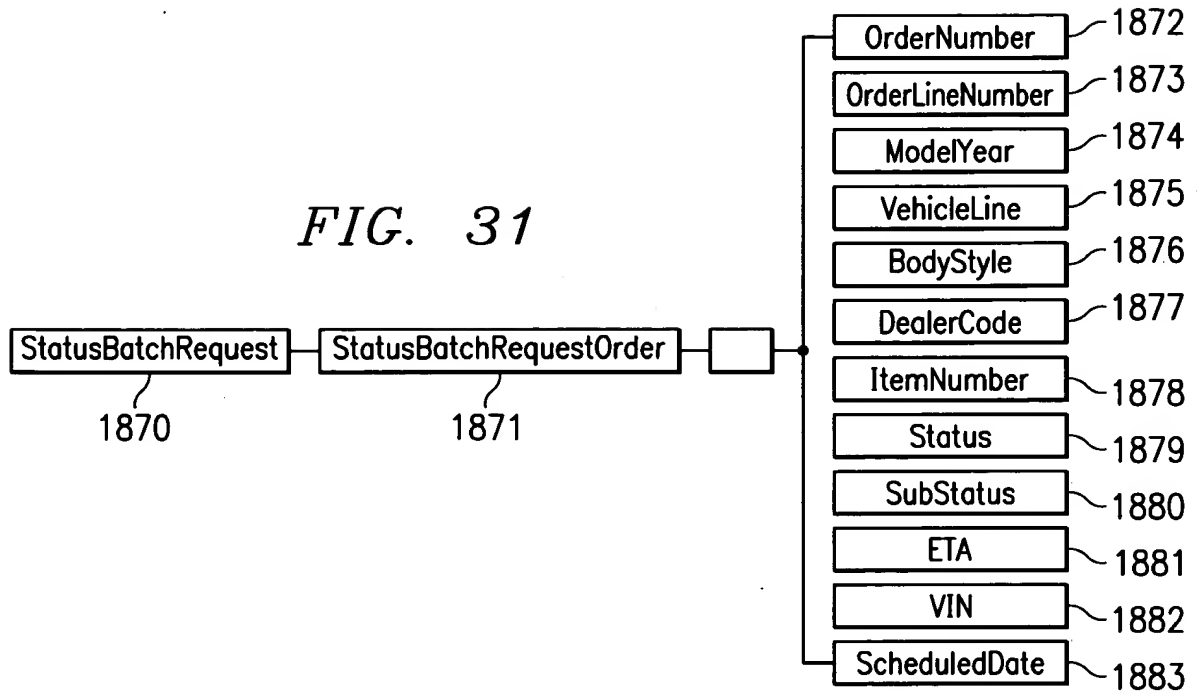 OrderNumber 1872
OrderLineNumber 1873
ModelYear 1874
VehicleLine 1875
BodyStyle 1876
DealerCode 1877
ItemNumber 1878
Status 1879
SubStatus 1880
ETA 1881
VIN 1882
ScheduledDate 1883
FIG. 31
StatusBatchRequest StatusBatchRequestOrder
1870 1871